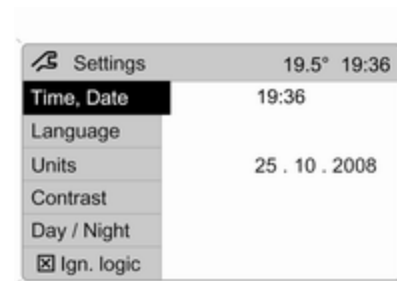 Settings 19.5° 19:36
Time, Date 19:36
Language
Units 25 . 10 . 2008
Contrast
Day / Night
Ign. logic